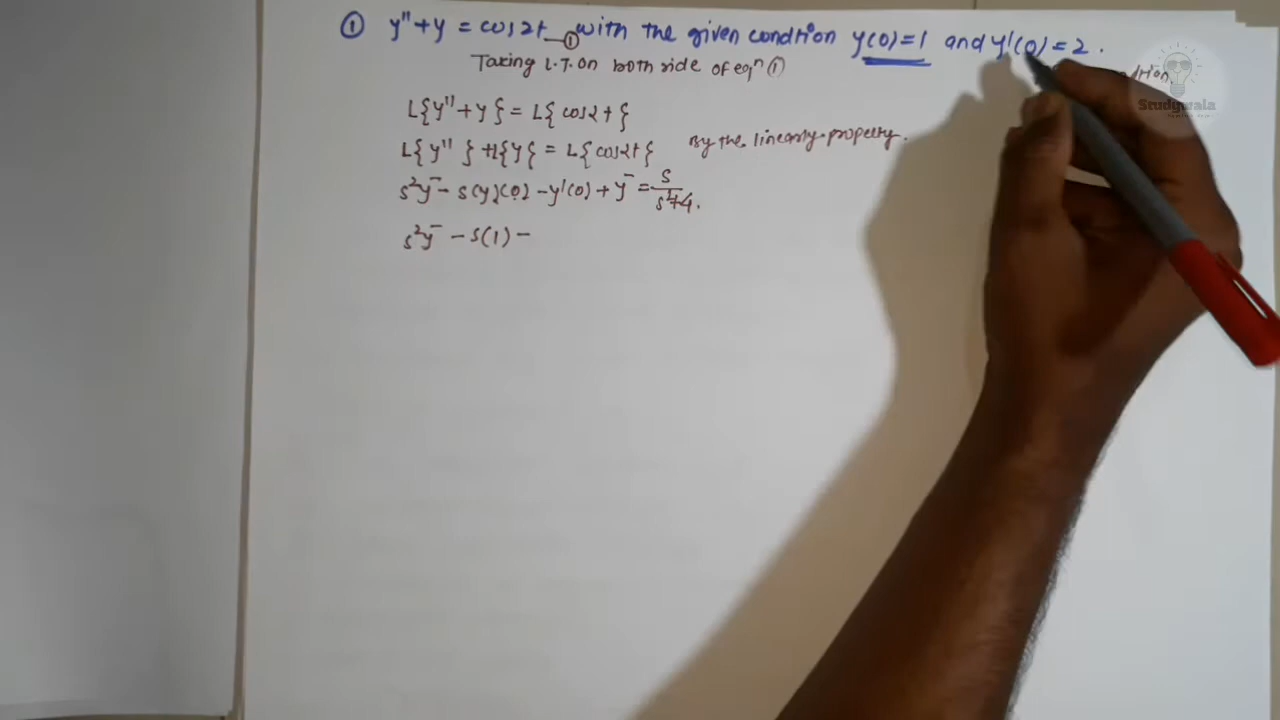 ① y" + y = cos2t —① with the given condition y(0)=1 and y'(0) = 2.
Taking L.T. on both side of eqn ①
Studywala
L{y" + y} = L{cos2t}
L{y"} + L{y} = L{cos2t} By the linearity property.
s²ȳ - s(y)(0) - y'(0) + ȳ = s/s²+4.
s²ȳ - s(1) -